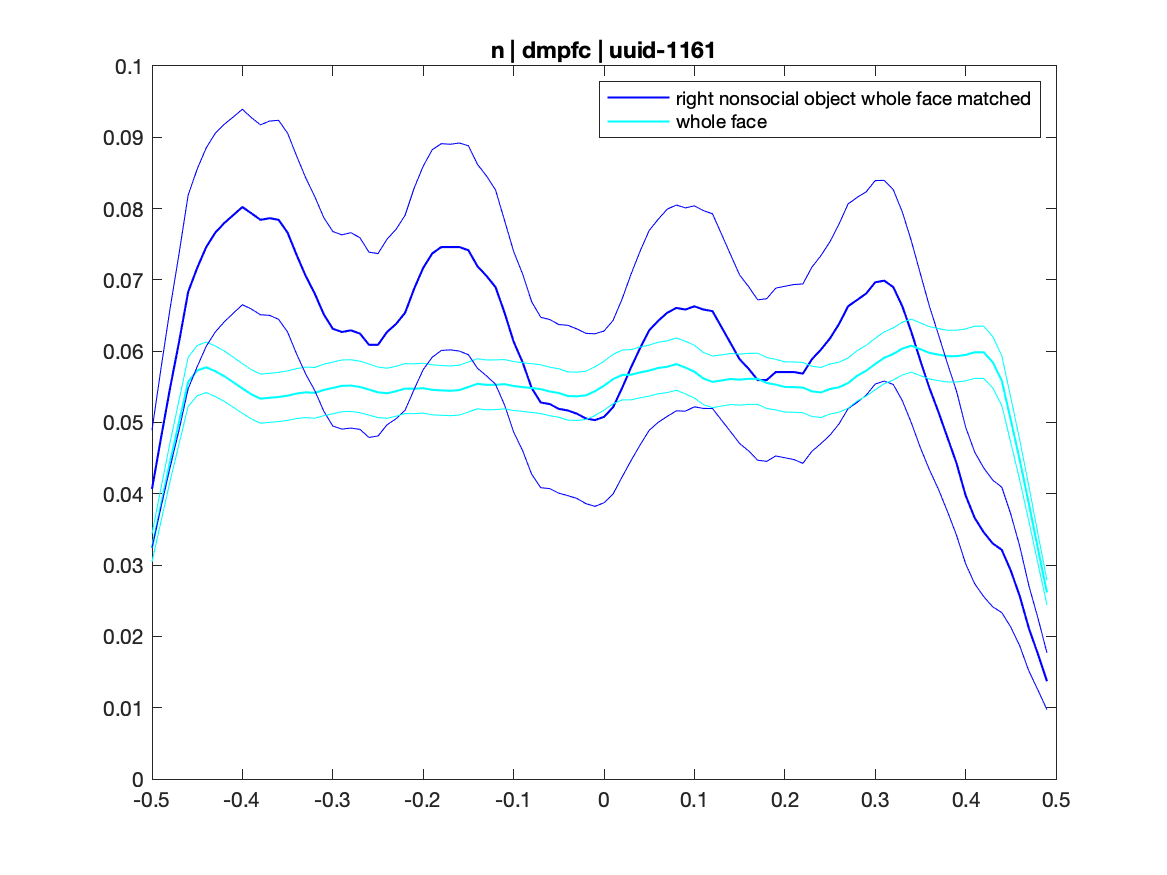 n | dmpfc | uuid-1161
right nonsocial object whole face matched
whole face
0.1
0.09
0.08
0.07
0.06
0.05
0.04
0.03
0.02
0.01
0
-0.5 -0.4 -0.3 -0.2 -0.1 0 0.1 0.2 0.3 0.4 0.5